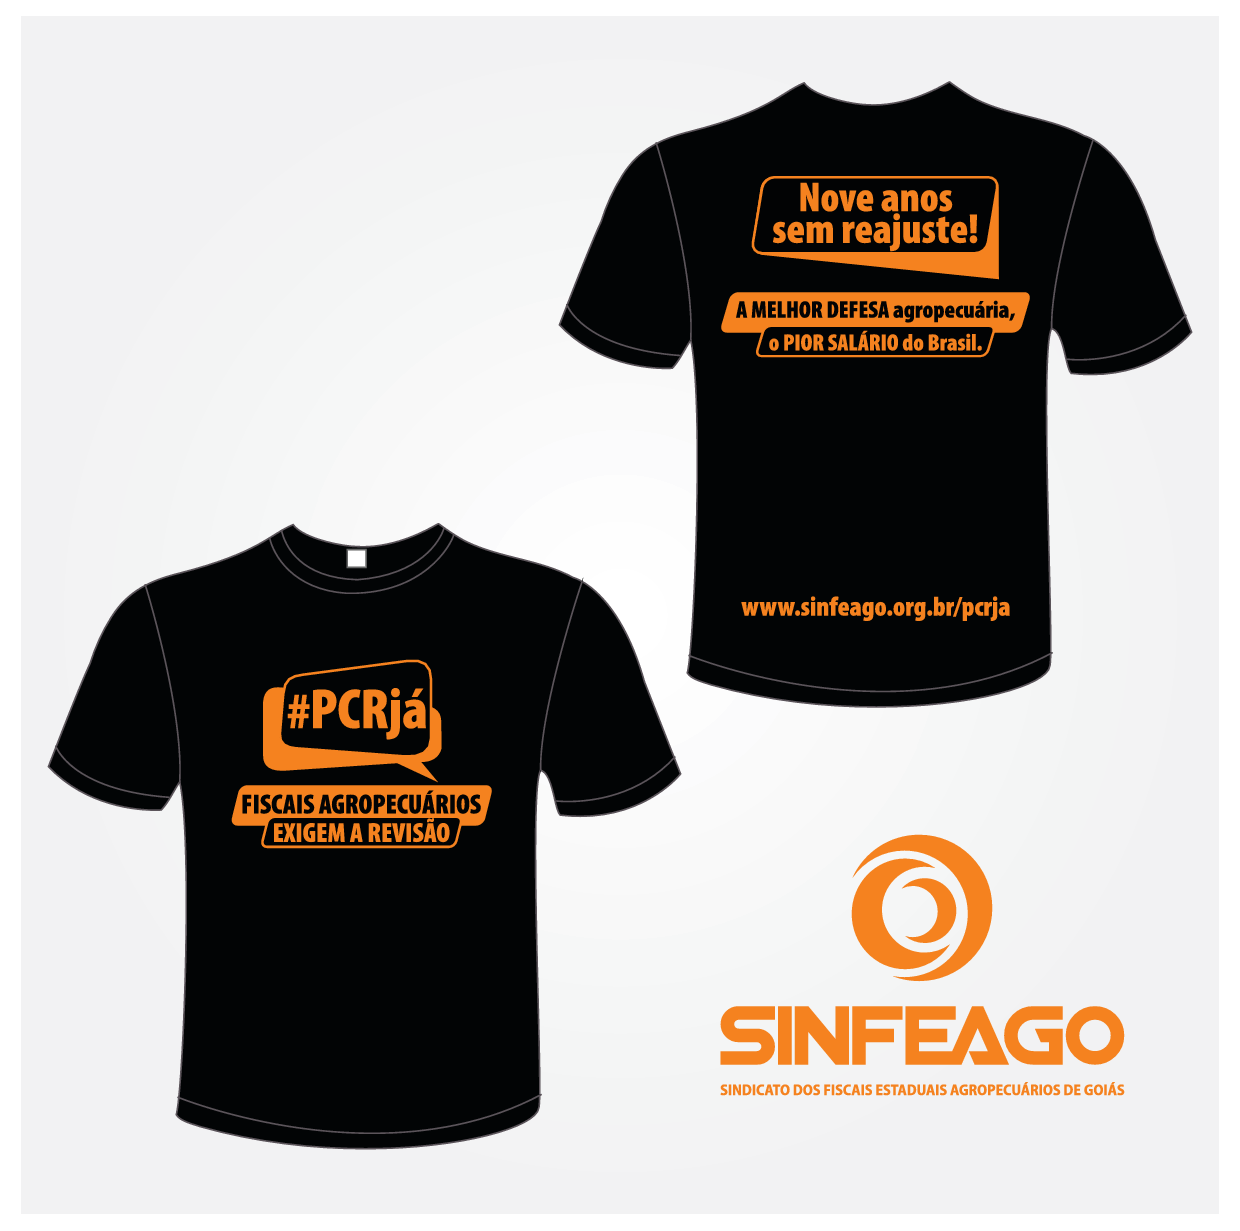 Nove anos
sem reajuste!
A MELHOR DEFESA agropecuária,
o PIOR SALÁRIO do Brasil.
www.sinfeago.org.br/pcrja
#PCRjá
FISCAIS AGROPECUÁRIOS
EXIGEM A REVISÃO
SINFEAGO
SINDICATO DOS FISCAIS ESTADUAIS AGROPECUÁRIOS DE GOIÁS